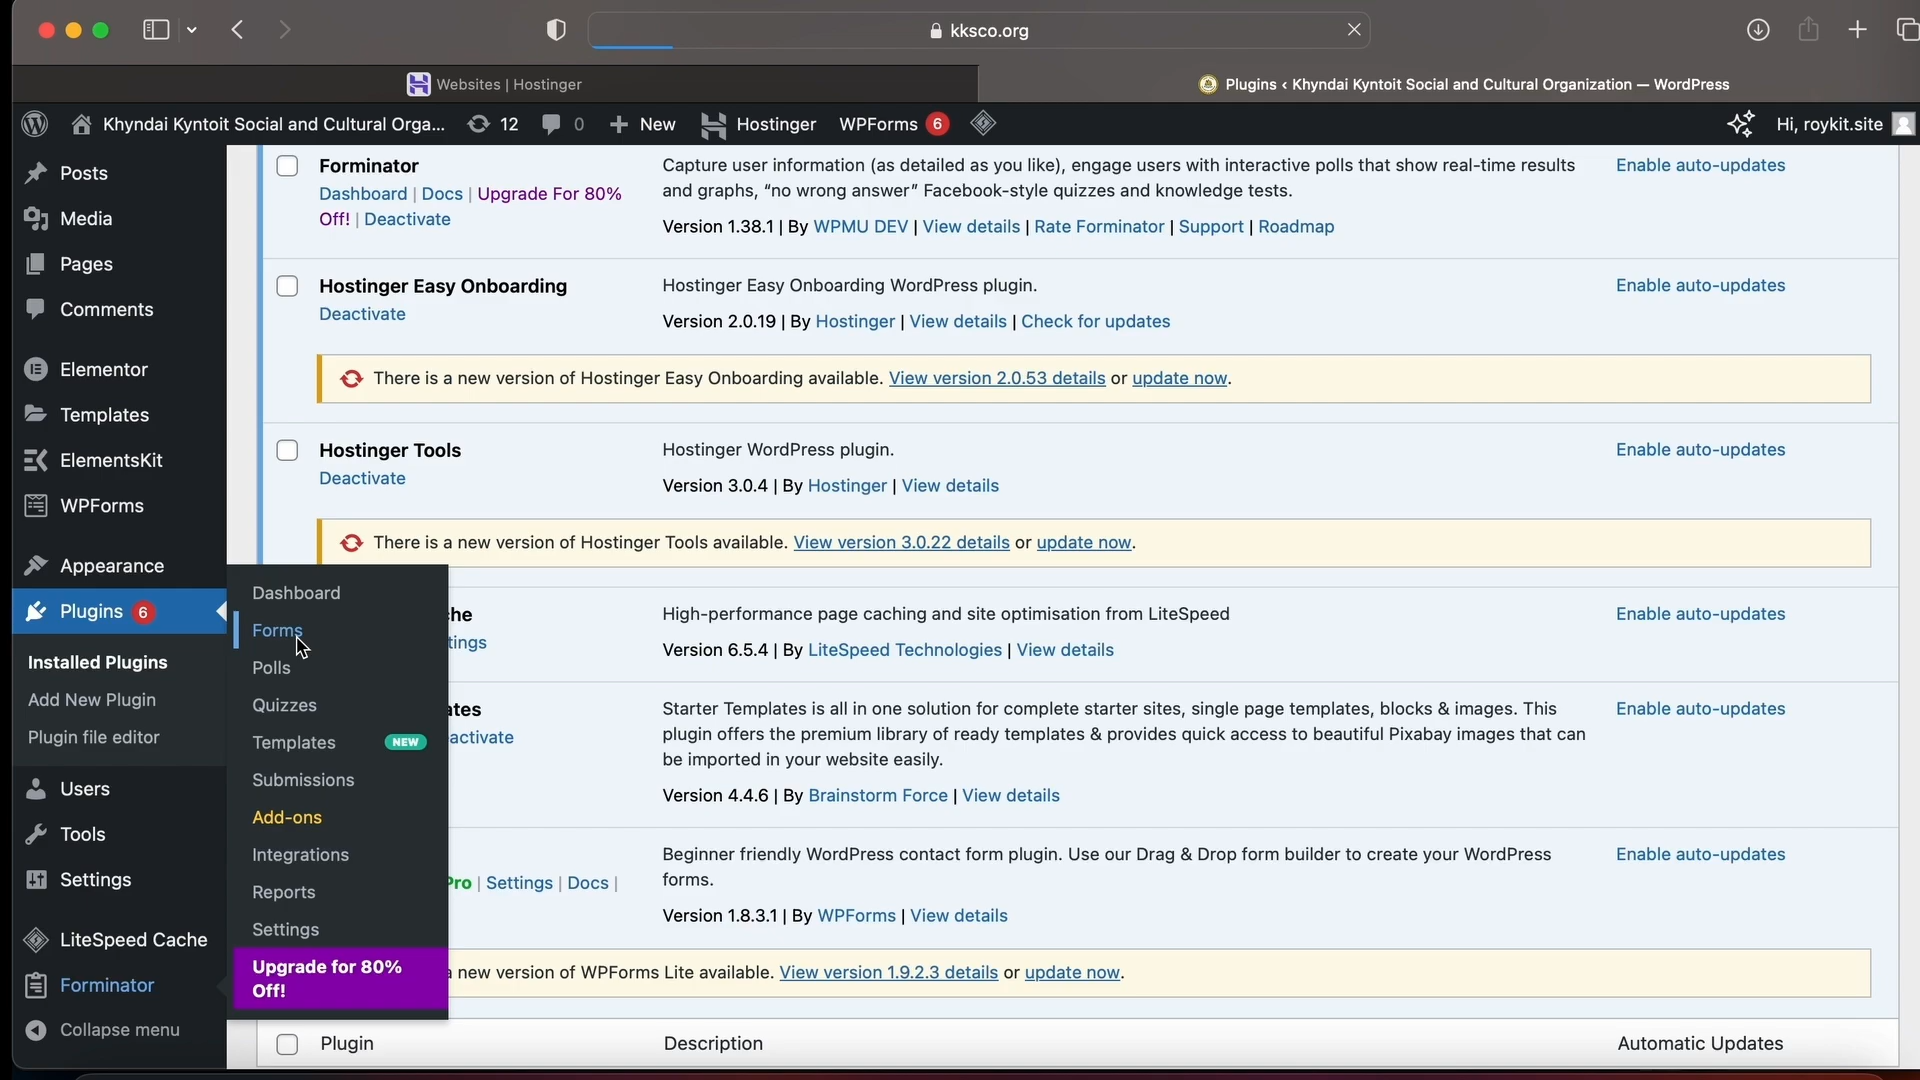 kksco.org
Websites | Hostinger
Plugins < Khyndai Kyntoit Social and Cultural Organization — WordPress
Khyndai Kyntoit Social and Cultural Orga... 12 0 New Hostinger WPForms 6 Hi, roykit.site
Posts
Media
Pages
Comments
Elementor
Templates
ElementsKit
WPForms
Appearance
Plugins 6
Installed Plugins
Add New Plugin
Plugin file editor
Users
Tools
Settings
LiteSpeed Cache
Forminator
Collapse menu
Dashboard
Forms
Polls
Quizzes
Templates NEW
Submissions
Add-ons
Integrations
Reports
Settings
Upgrade for 80%
Off!
Forminator
Dashboard | Docs | Upgrade For 80%
Off! | Deactivate
Capture user information (as detailed as you like), engage users with interactive polls that show real-time results
and graphs, “no wrong answer” Facebook-style quizzes and knowledge tests.
Version 1.38.1 | By WPMU DEV | View details | Rate Forminator | Support | Roadmap
Enable auto-updates
Hostinger Easy Onboarding
Deactivate
Hostinger Easy Onboarding WordPress plugin.
Version 2.0.19 | By Hostinger | View details | Check for updates
Enable auto-updates
There is a new version of Hostinger Easy Onboarding available. View version 2.0.53 details or update now.
Hostinger Tools
Deactivate
Hostinger WordPress plugin.
Version 3.0.4 | By Hostinger | View details
Enable auto-updates
There is a new version of Hostinger Tools available. View version 3.0.22 details or update now.
che
tings
High-performance page caching and site optimisation from LiteSpeed
Version 6.5.4 | By LiteSpeed Technologies | View details
Enable auto-updates
ates
activate
Starter Templates is all in one solution for complete starter sites, single page templates, blocks & images. This
plugin offers the premium library of ready templates & provides quick access to beautiful Pixabay images that can
be imported in your website easily.
Version 4.4.6 | By Brainstorm Force | View details
Enable auto-updates
Pro | Settings | Docs |
Beginner friendly WordPress contact form plugin. Use our Drag & Drop form builder to create your WordPress
forms.
Version 1.8.3.1 | By WPForms | View details
Enable auto-updates
new version of WPForms Lite available. View version 1.9.2.3 details or update now.
Plugin Description Automatic Updates